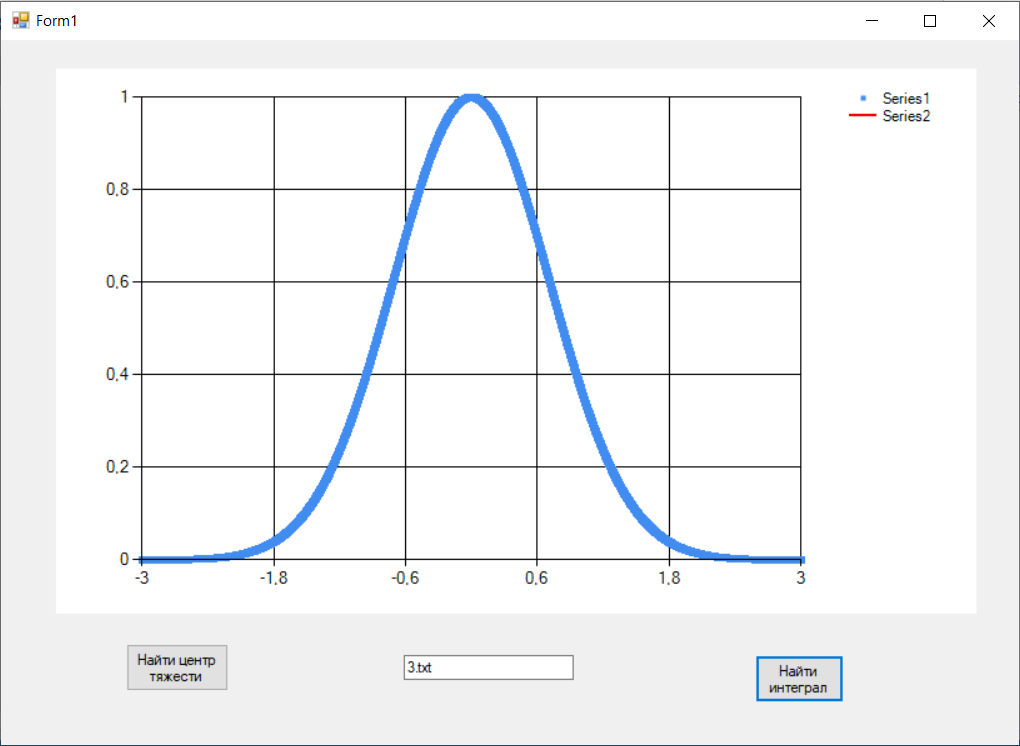 Form1
1
0,8
0,6
0,4
0,2
0
-3
-1,8
-0,6
0,6
1,8
3
Series1
Series2
Найти центр
тяжести
3.txt
Найти
интеграл